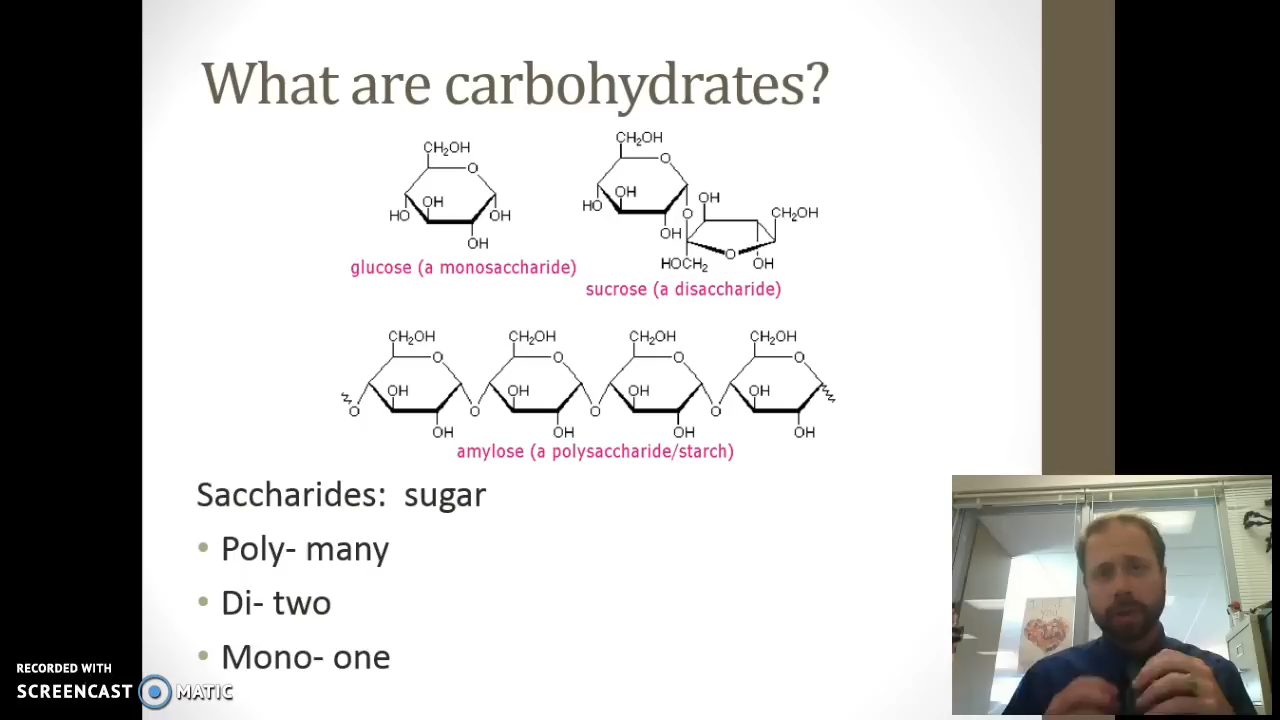 What are carbohydrates?
CH₂OH
O
OH
HO
OH
OH
glucose (a monosaccharide)
CH₂OH
O
OH
HO
OH
O
OH
CH₂OH
HOCH₂
O
OH
sucrose (a disaccharide)
CH₂OH CH₂OH CH₂OH CH₂OH
O O O O
OH OH OH OH
O O O O
OH OH OH OH
amylose (a polysaccharide/starch)
Saccharides: sugar
• Poly- many
• Di- two
• Mono- one
RECORDED WITH
SCREENCAST MATIC